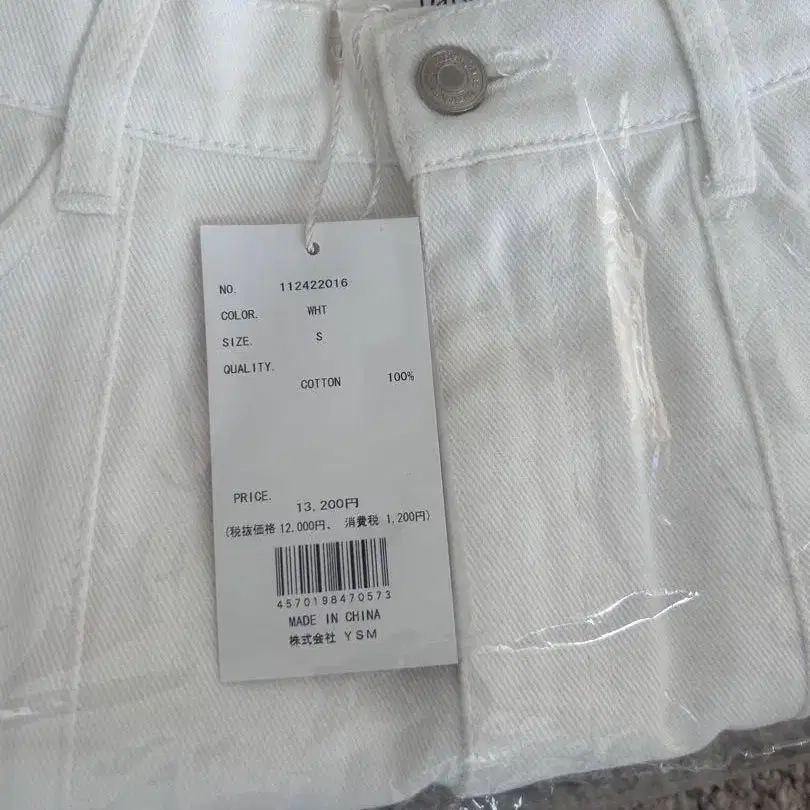 NO. 112422016
COLOR. WHT
SIZE. S
QUALITY.
COTTON 100%
PRICE. 13,200円
(税抜価格 12,000円、 消費税 1,200円)
4570198470573
MADE IN CHINA
株式会社 YSM